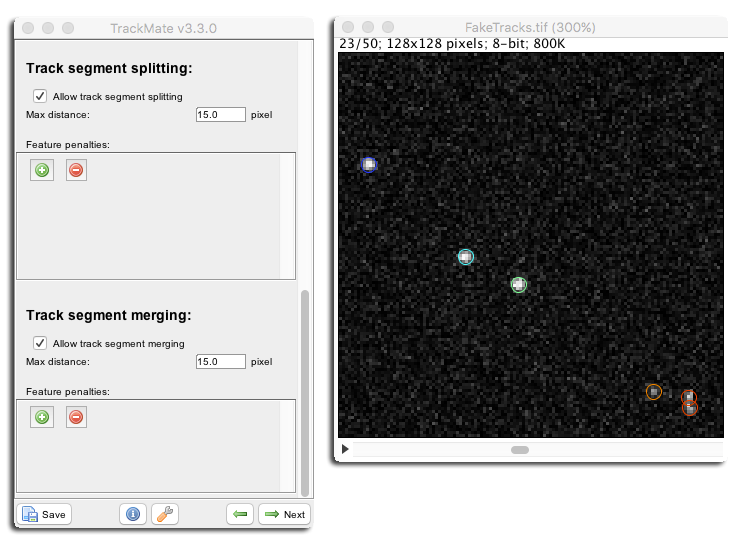 TrackMate v3.3.0
Track segment splitting:
Allow track segment splitting
Max distance: 15.0 pixel
Feature penalties:
Track segment merging:
Allow track segment merging
Max distance: 15.0 pixel
Feature penalties:
Save Next
FakeTracks.tif (300%)
23/50; 128x128 pixels; 8-bit; 800K